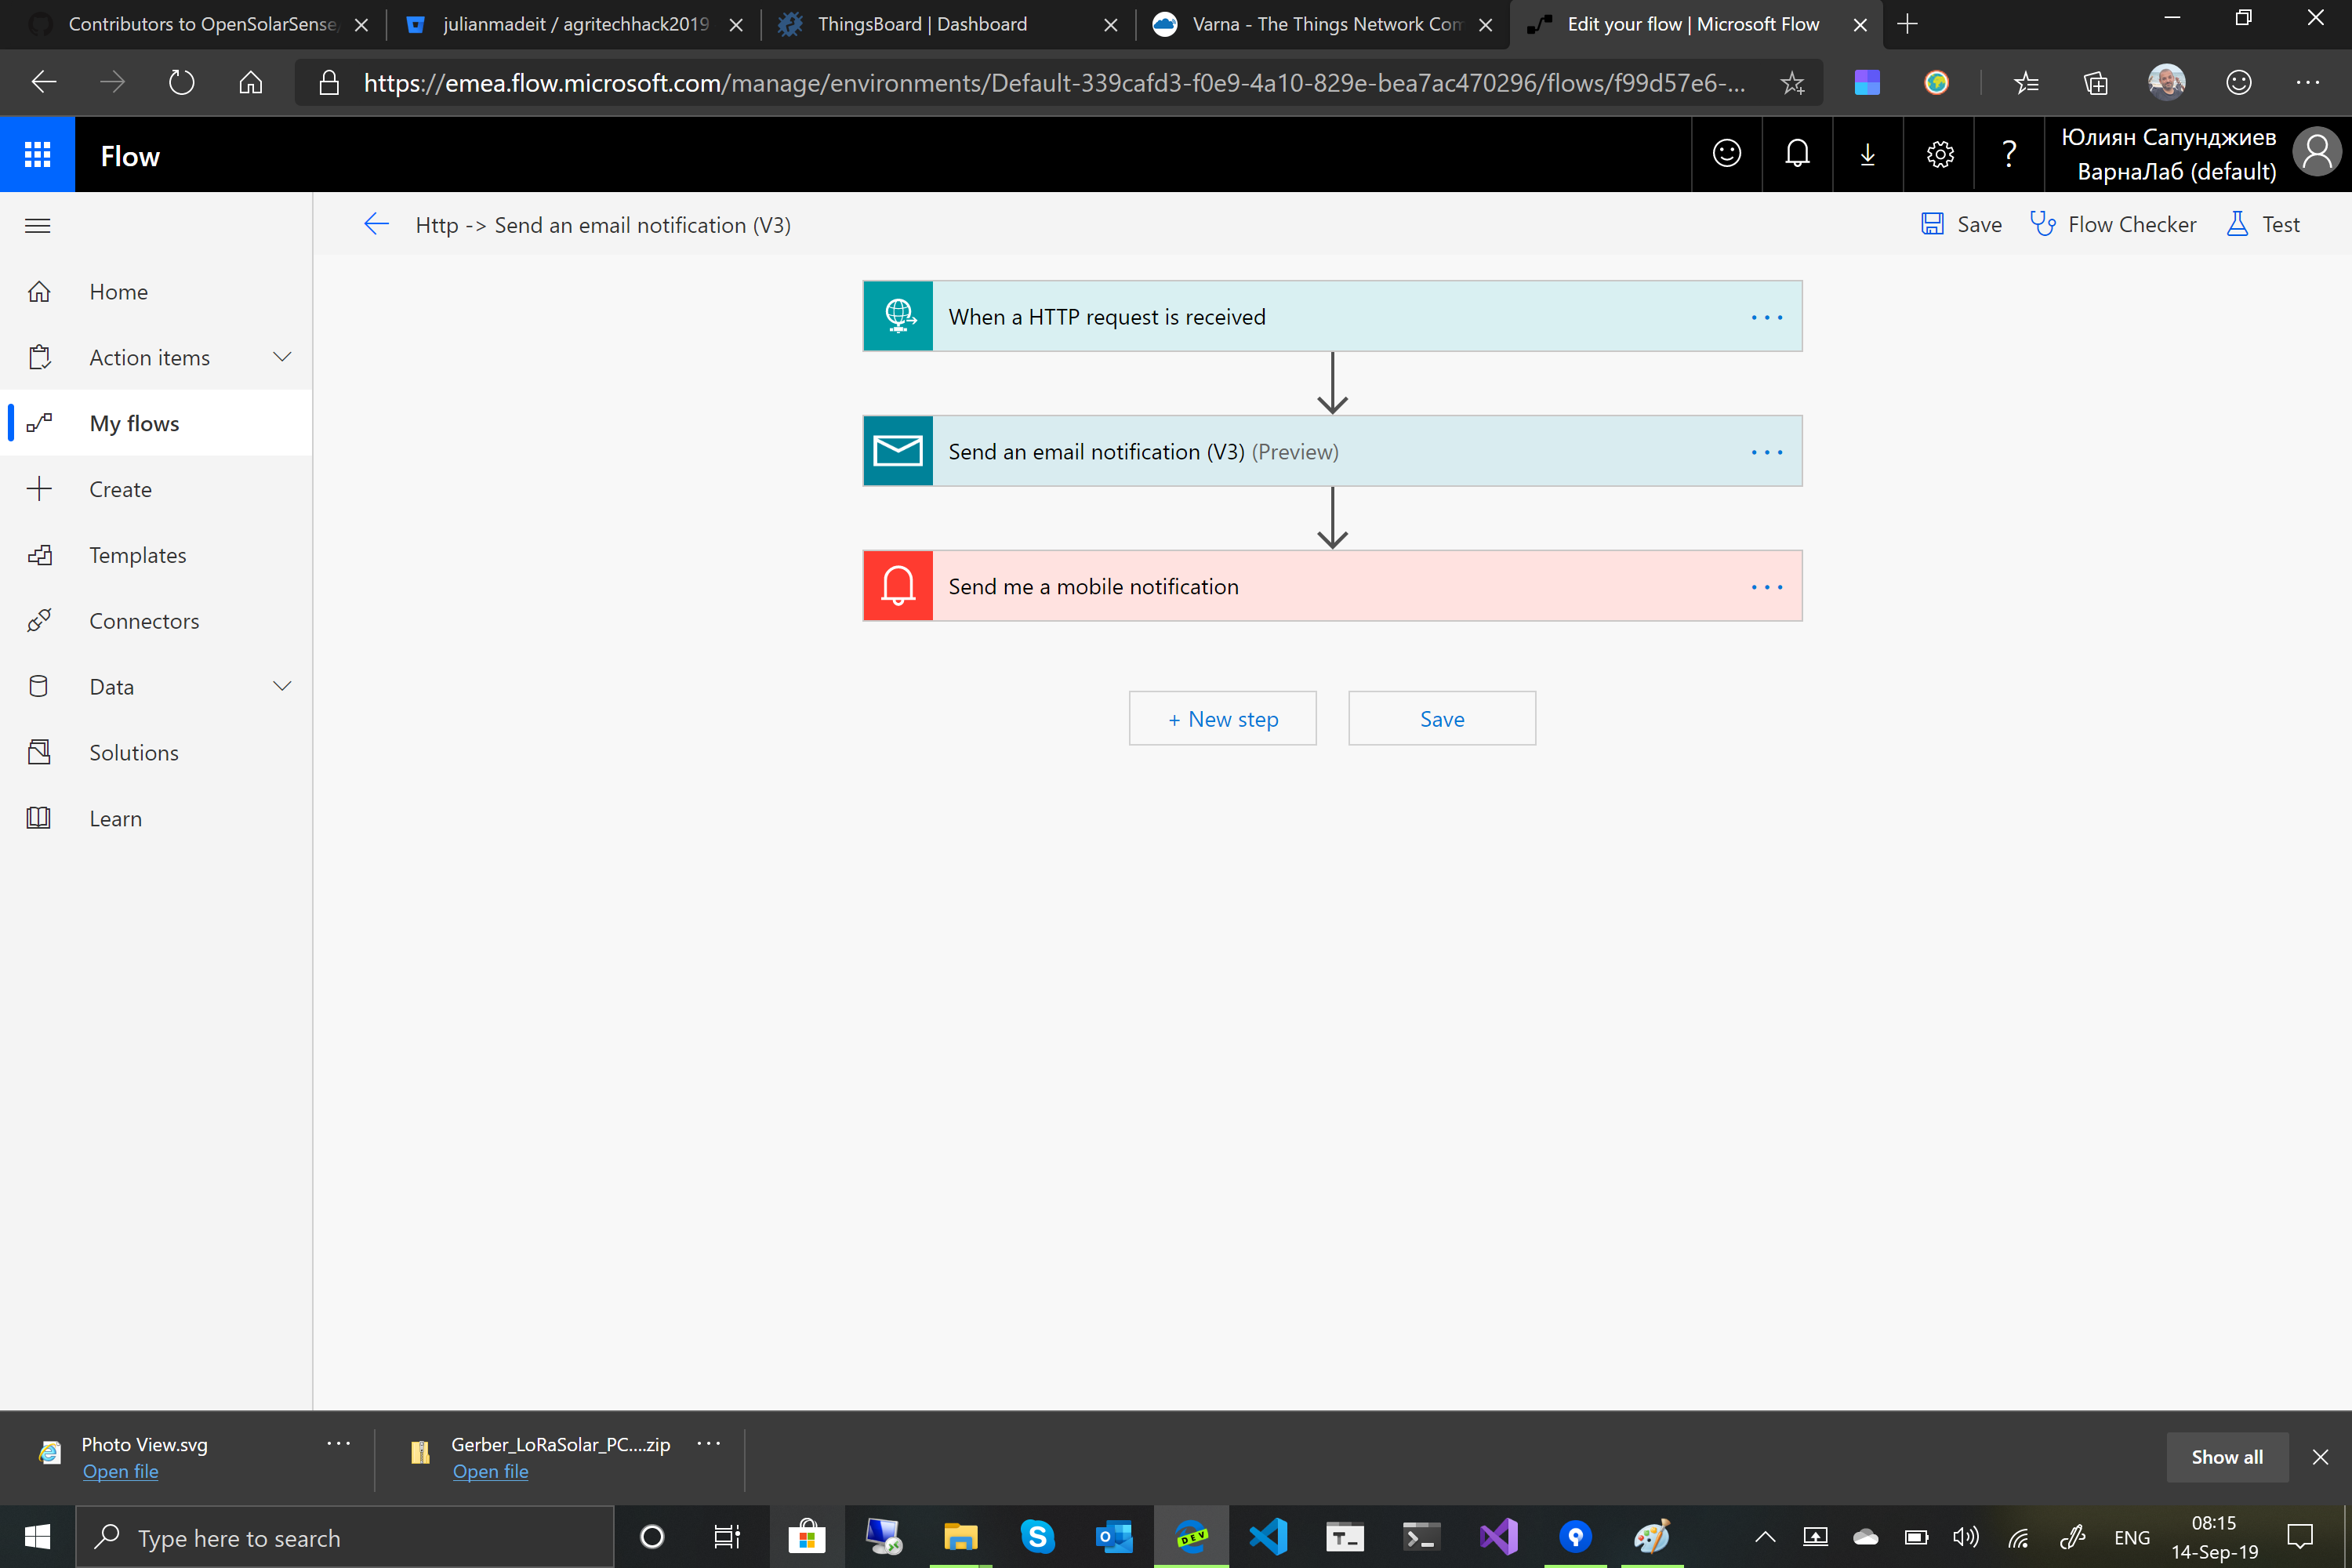 Contributors to OpenSolarSense,
julianmadeit / agritechhack2019
ThingsBoard | Dashboard
Varna - The Things Network Com
Edit your flow | Microsoft Flow
https://emea.flow.microsoft.com/manage/environments/Default-339cafd3-f0e9-4a10-829e-bea7ac470296/flows/f99d57e6-...
Flow
?
Юлиян Сапунджиев
ВарнаЛаб (default)
Http -> Send an email notification (V3)
Save
Flow Checker
Test
Home
Action items
My flows
Create
Templates
Connectors
Data
Solutions
Learn
When a HTTP request is received
Send an email notification (V3) (Preview)
Send me a mobile notification
+ New step
Save
Photo View.svg
Open file
Gerber_LoRaSolar_PC....zip
Open file
Show all
Type here to search
DEV
ENG
08:15
14-Sep-19